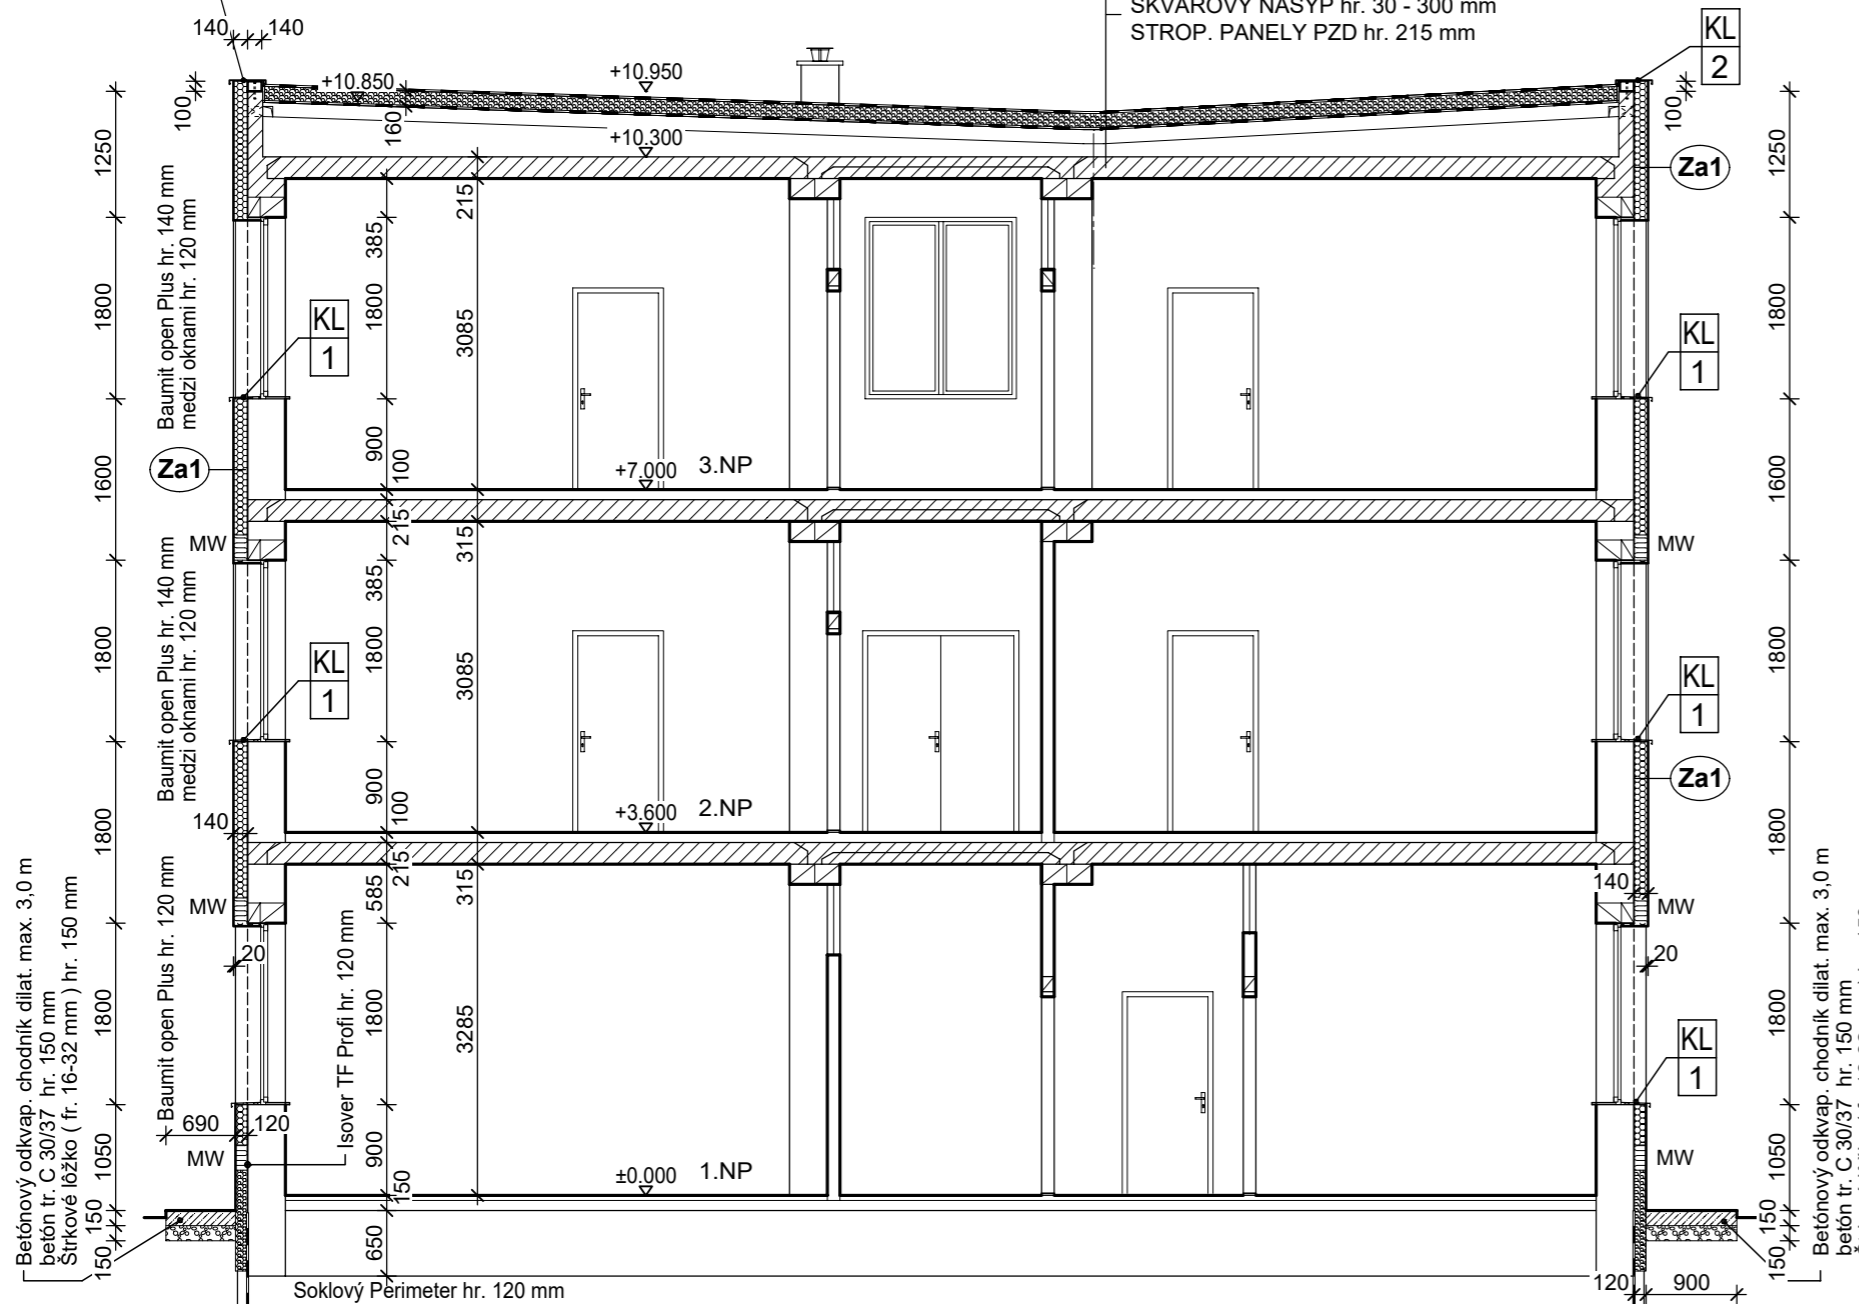 ŠKVAROVÝ NÁSYP hr. 30 - 300 mm
STROP. PANELY PZD hr. 215 mm
140
140
KL
2
+10.850
+10.950
100
100
160
+10.300
1250
1250
Za1
215
Baumit open Plus hr. 140 mm
medzi oknami hr. 120 mm
385
1800
1800
1800
3085
KL
1
KL
1
900
100
+7.000
3.NP
Za1
1600
1600
215
315
MW
MW
Baumit open Plus hr. 140 mm
medzi oknami hr. 120 mm
385
1800
1800
1800
3085
KL
1
KL
1
900
100
+3.600
2.NP
Za1
140
1800
1800
215
315
585
140
MW
MW
20
20
Betónový odkvap. chodník dilat. max. 3,0 m
betón tr. C 30/37 hr. 150 mm
Štrkové lôžko ( fr. 16-32 mm ) hr. 150 mm
Baumit open Plus hr. 120 mm
Isover TF Profi hr. 120 mm
1800
1800
1800
3285
KL
1
690
120
900
1050
1050
MW
MW
±0.000
1.NP
150
150
150
150
150
650
Soklový Perimeter hr. 120 mm
120
900
Betónový odkvap. chodník dilat. max. 3,0 m
betón tr. C 30/37 hr. 150 mm